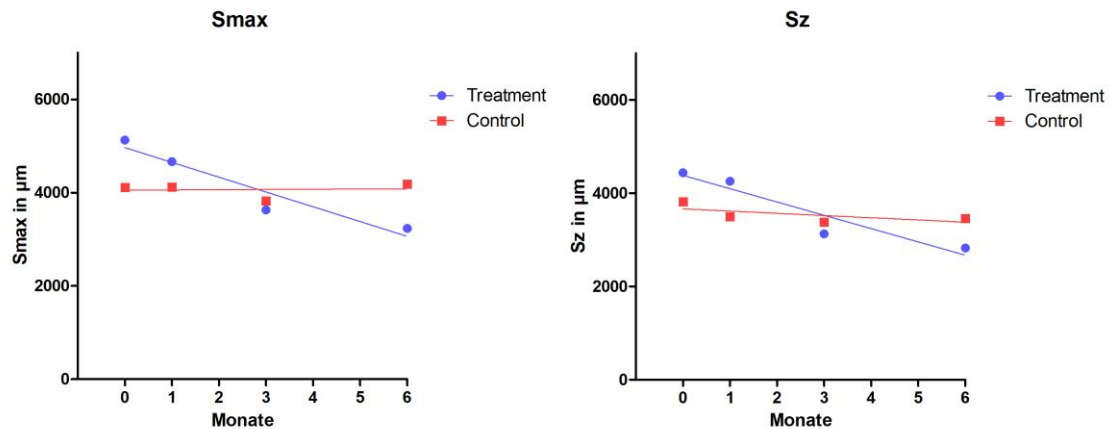 Smax
6000
4000
2000
0
Smax in µm
0 1 2 3 4 5 6
Monate
Treatment
Control
Sz
6000
4000
2000
0
Sz in µm
0 1 2 3 4 5 6
Monate
Treatment
Control